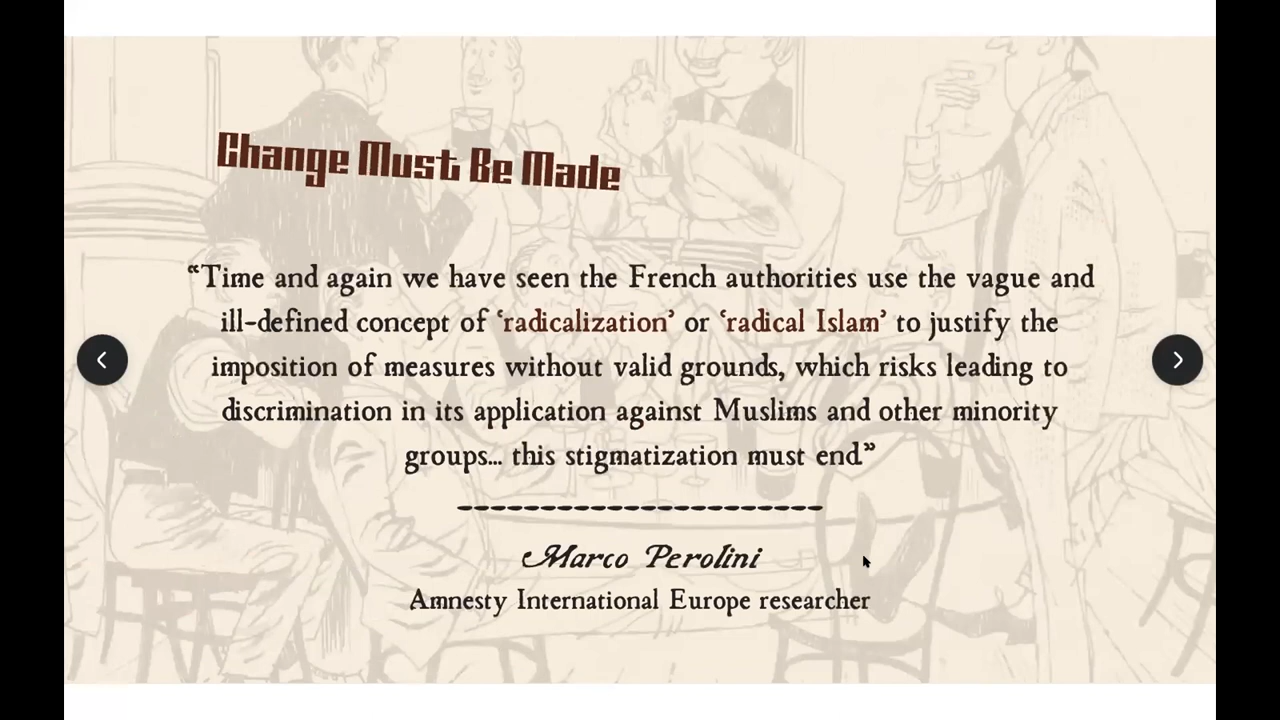 Change Must Be Made
“Time and again we have seen the French authorities use the vague and
ill-defined concept of ‘radicalization’ or ‘radical Islam’ to justify the
imposition of measures without valid grounds, which risks leading to
discrimination in its application against Muslims and other minority
groups... this stigmatization must end.”
Marco Perolini
Amnesty International Europe researcher